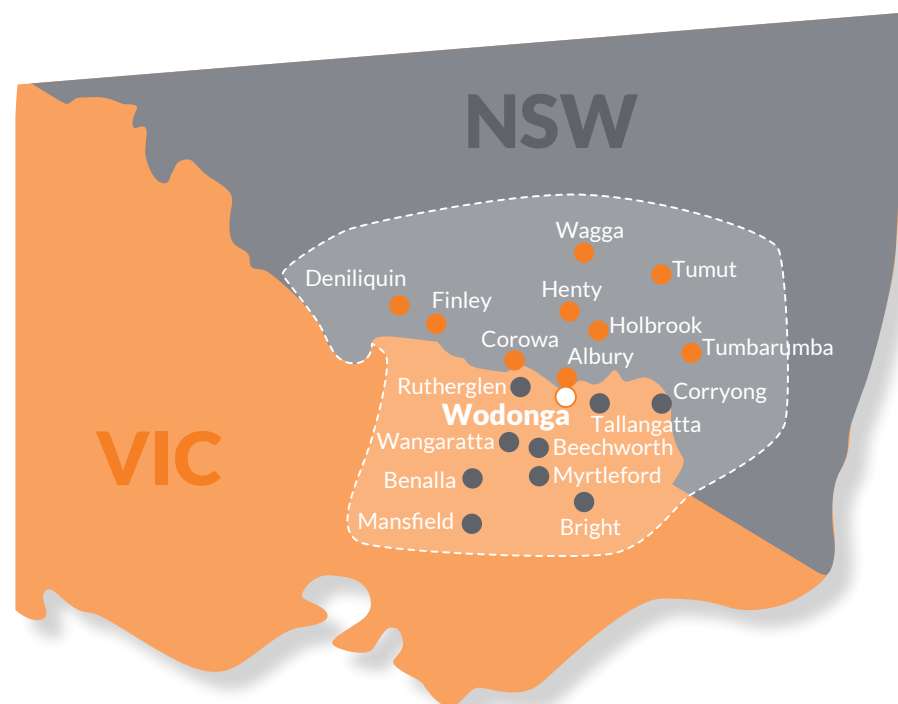 NSW
Wagga
Tumut
Deniliquin
Henty
Finley
Holbrook
Corowa
Tumbarumba
Albury
Rutherglen
Corryong
Wodonga
Tallangatta
VIC
Wangaratta
Beechworth
Benalla
Myrtleford
Mansfield
Bright